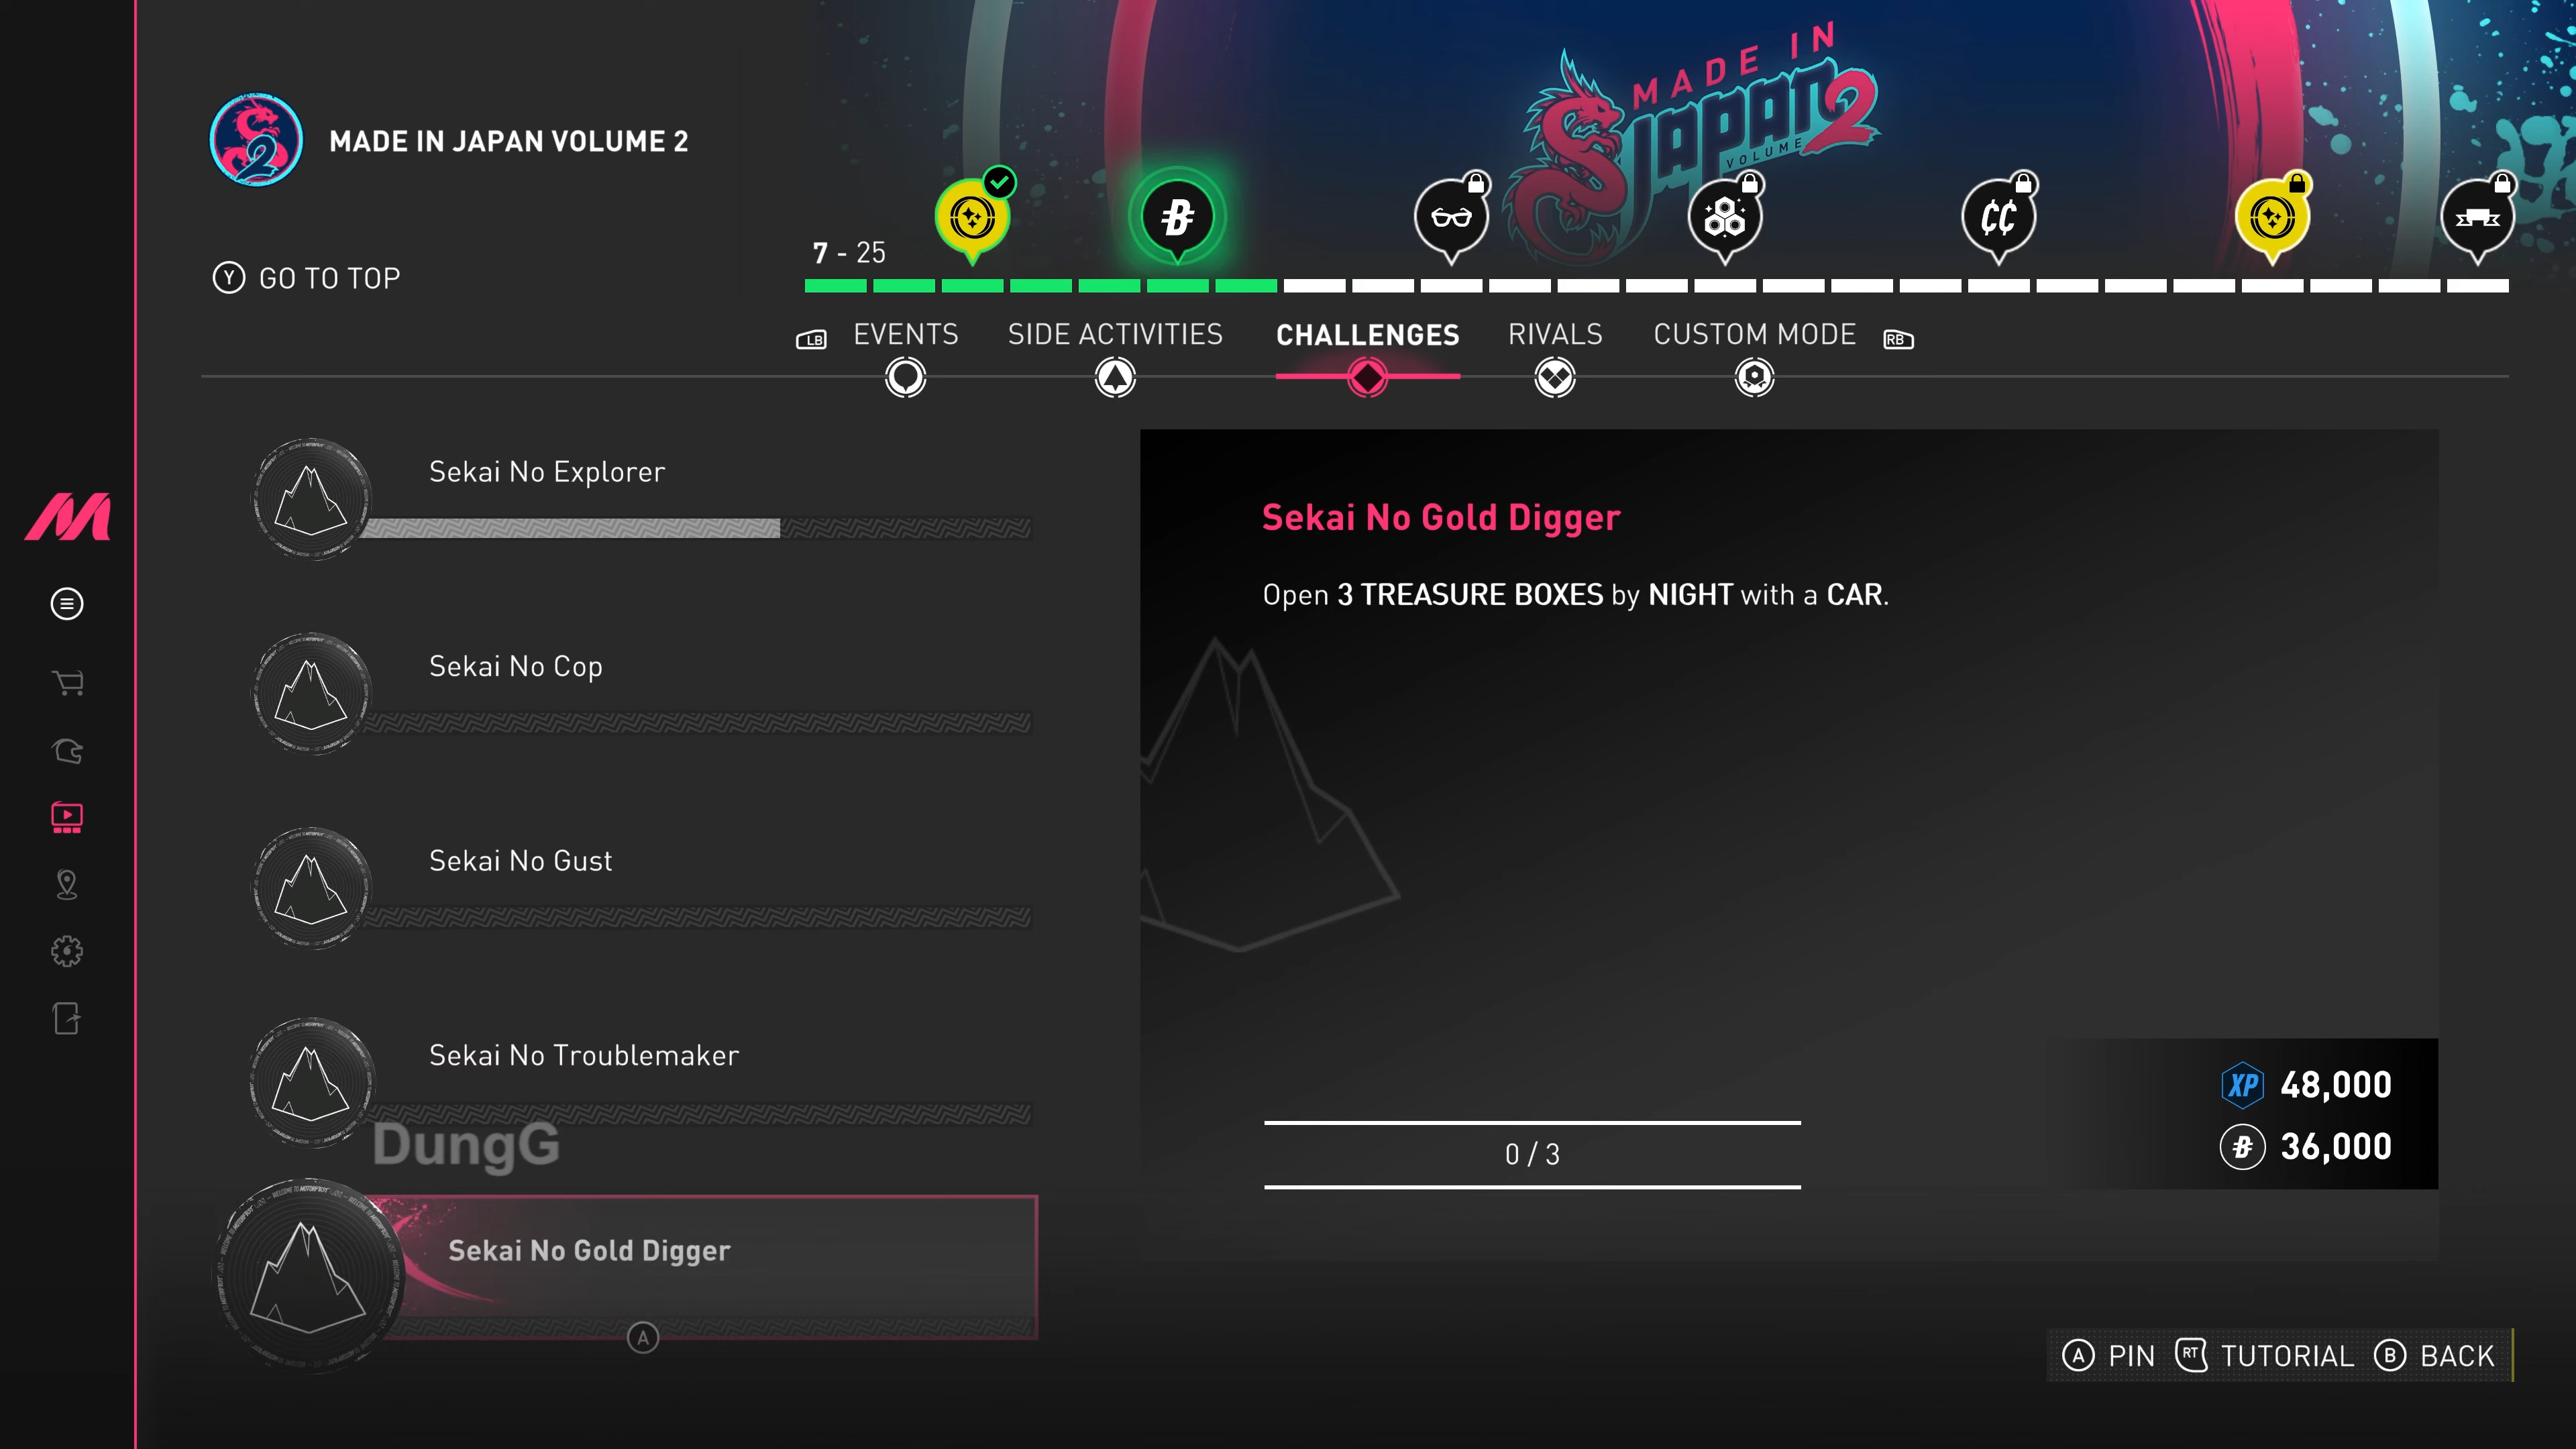 MADE IN JAPAN VOLUME 2
MADE IN
JAPAN 2
VOLUME
Y GO TO TOP
7 - 25
LB EVENTS SIDE ACTIVITIES CHALLENGES RIVALS CUSTOM MODE RB
Sekai No Explorer
Sekai No Cop
Sekai No Gust
Sekai No Troublemaker
DungG
Sekai No Gold Digger
A
Sekai No Gold Digger
Open 3 TREASURE BOXES by NIGHT with a CAR.
0 / 3
XP 48,000
36,000
A PIN RT TUTORIAL B BACK